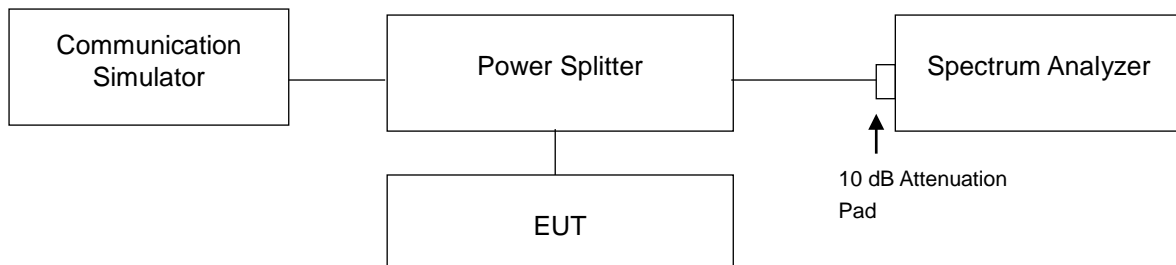 Communication
Simulator
Power Splitter
Spectrum Analyzer
10 dB Attenuation
Pad
EUT